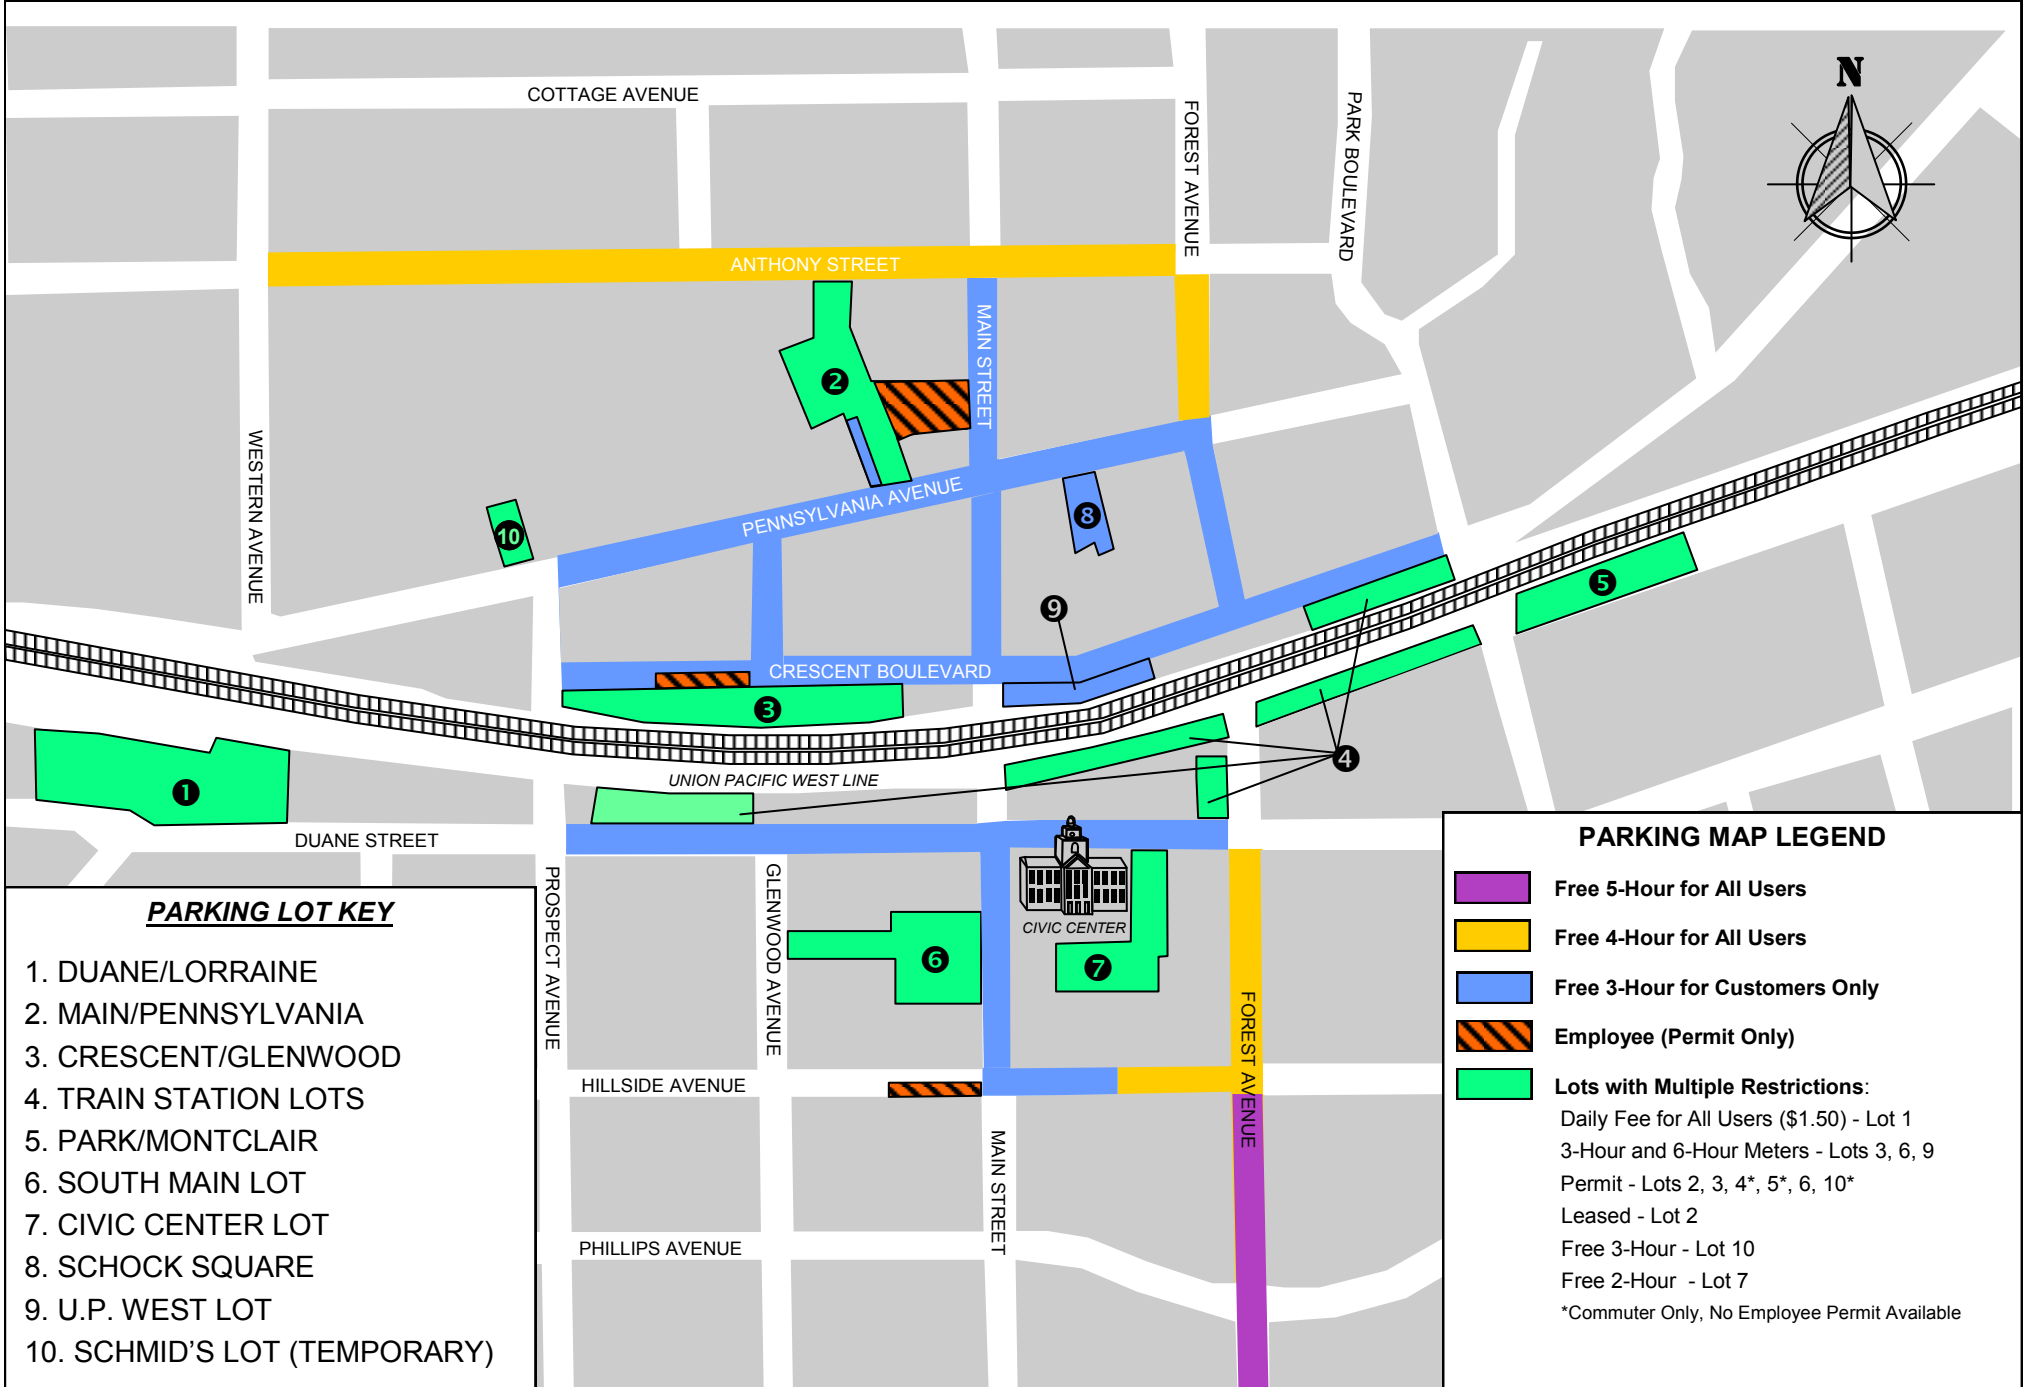 N
COTTAGE AVENUE
FOREST AVENUE
PARK BOULEVARD
ANTHONY STREET
MAIN STREET
2
WESTERN AVENUE
PENNSYLVANIA AVENUE
8
10
5
9
CRESCENT BOULEVARD
3
4
UNION PACIFIC WEST LINE
1
DUANE STREET
PROSPECT AVENUE
GLENWOOD AVENUE
CIVIC CENTER
6
7
FOREST AVENUE
HILLSIDE AVENUE
MAIN STREET
PHILLIPS AVENUE
PARKING LOT KEY
1. DUANE/LORRAINE
2. MAIN/PENNSYLVANIA
3. CRESCENT/GLENWOOD
4. TRAIN STATION LOTS
5. PARK/MONTCLAIR
6. SOUTH MAIN LOT
7. CIVIC CENTER LOT
8. SCHOCK SQUARE
9. U.P. WEST LOT
10. SCHMID'S LOT (TEMPORARY)
PARKING MAP LEGEND
Free 5-Hour for All Users
Free 4-Hour for All Users
Free 3-Hour for Customers Only
Employee (Permit Only)
Lots with Multiple Restrictions:
Daily Fee for All Users ($1.50) - Lot 1
3-Hour and 6-Hour Meters - Lots 3, 6, 9
Permit - Lots 2, 3, 4*, 5*, 6, 10*
Leased - Lot 2
Free 3-Hour - Lot 10
Free 2-Hour - Lot 7
*Commuter Only, No Employee Permit Available